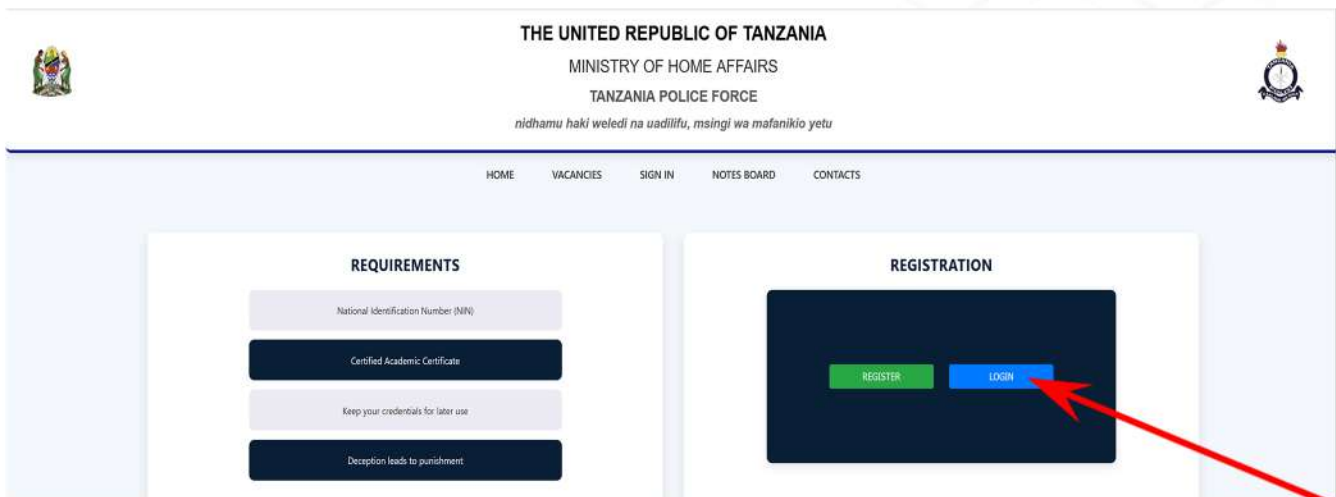 THE UNITED REPUBLIC OF TANZANIA
MINISTRY OF HOME AFFAIRS
TANZANIA POLICE FORCE
nidhamu haki weledi na uadilifu, msingi wa mafanikio yetu
HOME VACANCIES SIGN IN NOTES BOARD CONTACTS
REQUIREMENTS
National Identification Number (NIN)
Certified Academic Certificate
Keep your credentials for later use
Deception leads to punishment
REGISTRATION
REGISTER LOGIN